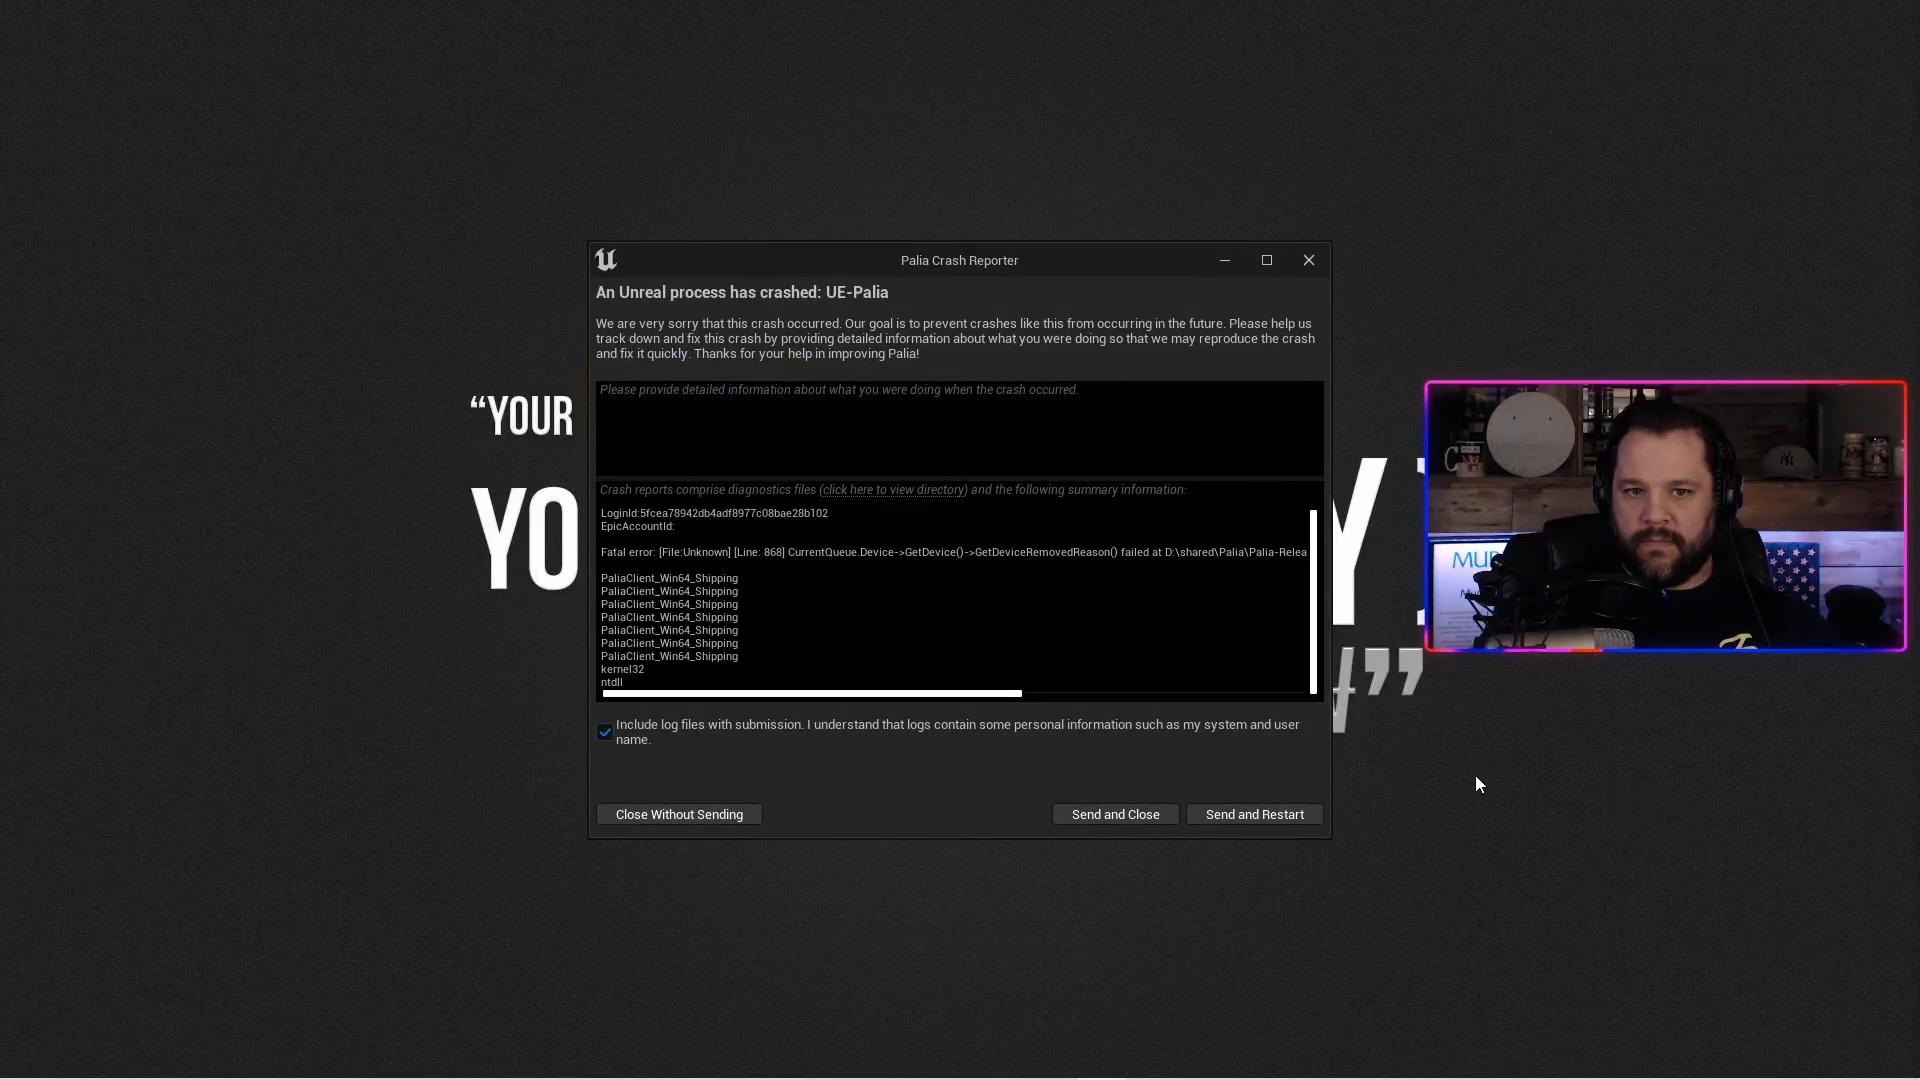 Palia Crash Reporter
An Unreal process has crashed: UE-Palia
We are very sorry that this crash occurred. Our goal is to prevent crashes like this from occurring in the future. Please help us
track down and fix this crash by providing detailed information about what you were doing so that we may reproduce the crash
and fix it quickly. Thanks for your help in improving Palia!
Please provide detailed information about what you were doing when the crash occurred.
“YOUR
YO
Crash reports comprise diagnostics files (click here to view directory) and the following summary information:
LoginId:5fcea78942db4adf8977c08bae28b102
EpicAccountId:
Fatal error: [File:Unknown] [Line: 868] CurrentQueue.Device->GetDevice()->GetDeviceRemovedReason() failed at D:\shared\Palia\Palia-Relea
PaliaClient_Win64_Shipping
PaliaClient_Win64_Shipping
PaliaClient_Win64_Shipping
PaliaClient_Win64_Shipping
PaliaClient_Win64_Shipping
PaliaClient_Win64_Shipping
PaliaClient_Win64_Shipping
kernel32
ntdll
Y
”
Include log files with submission. I understand that logs contain some personal information such as my system and user
name.
Close Without Sending
Send and Close
Send and Restart